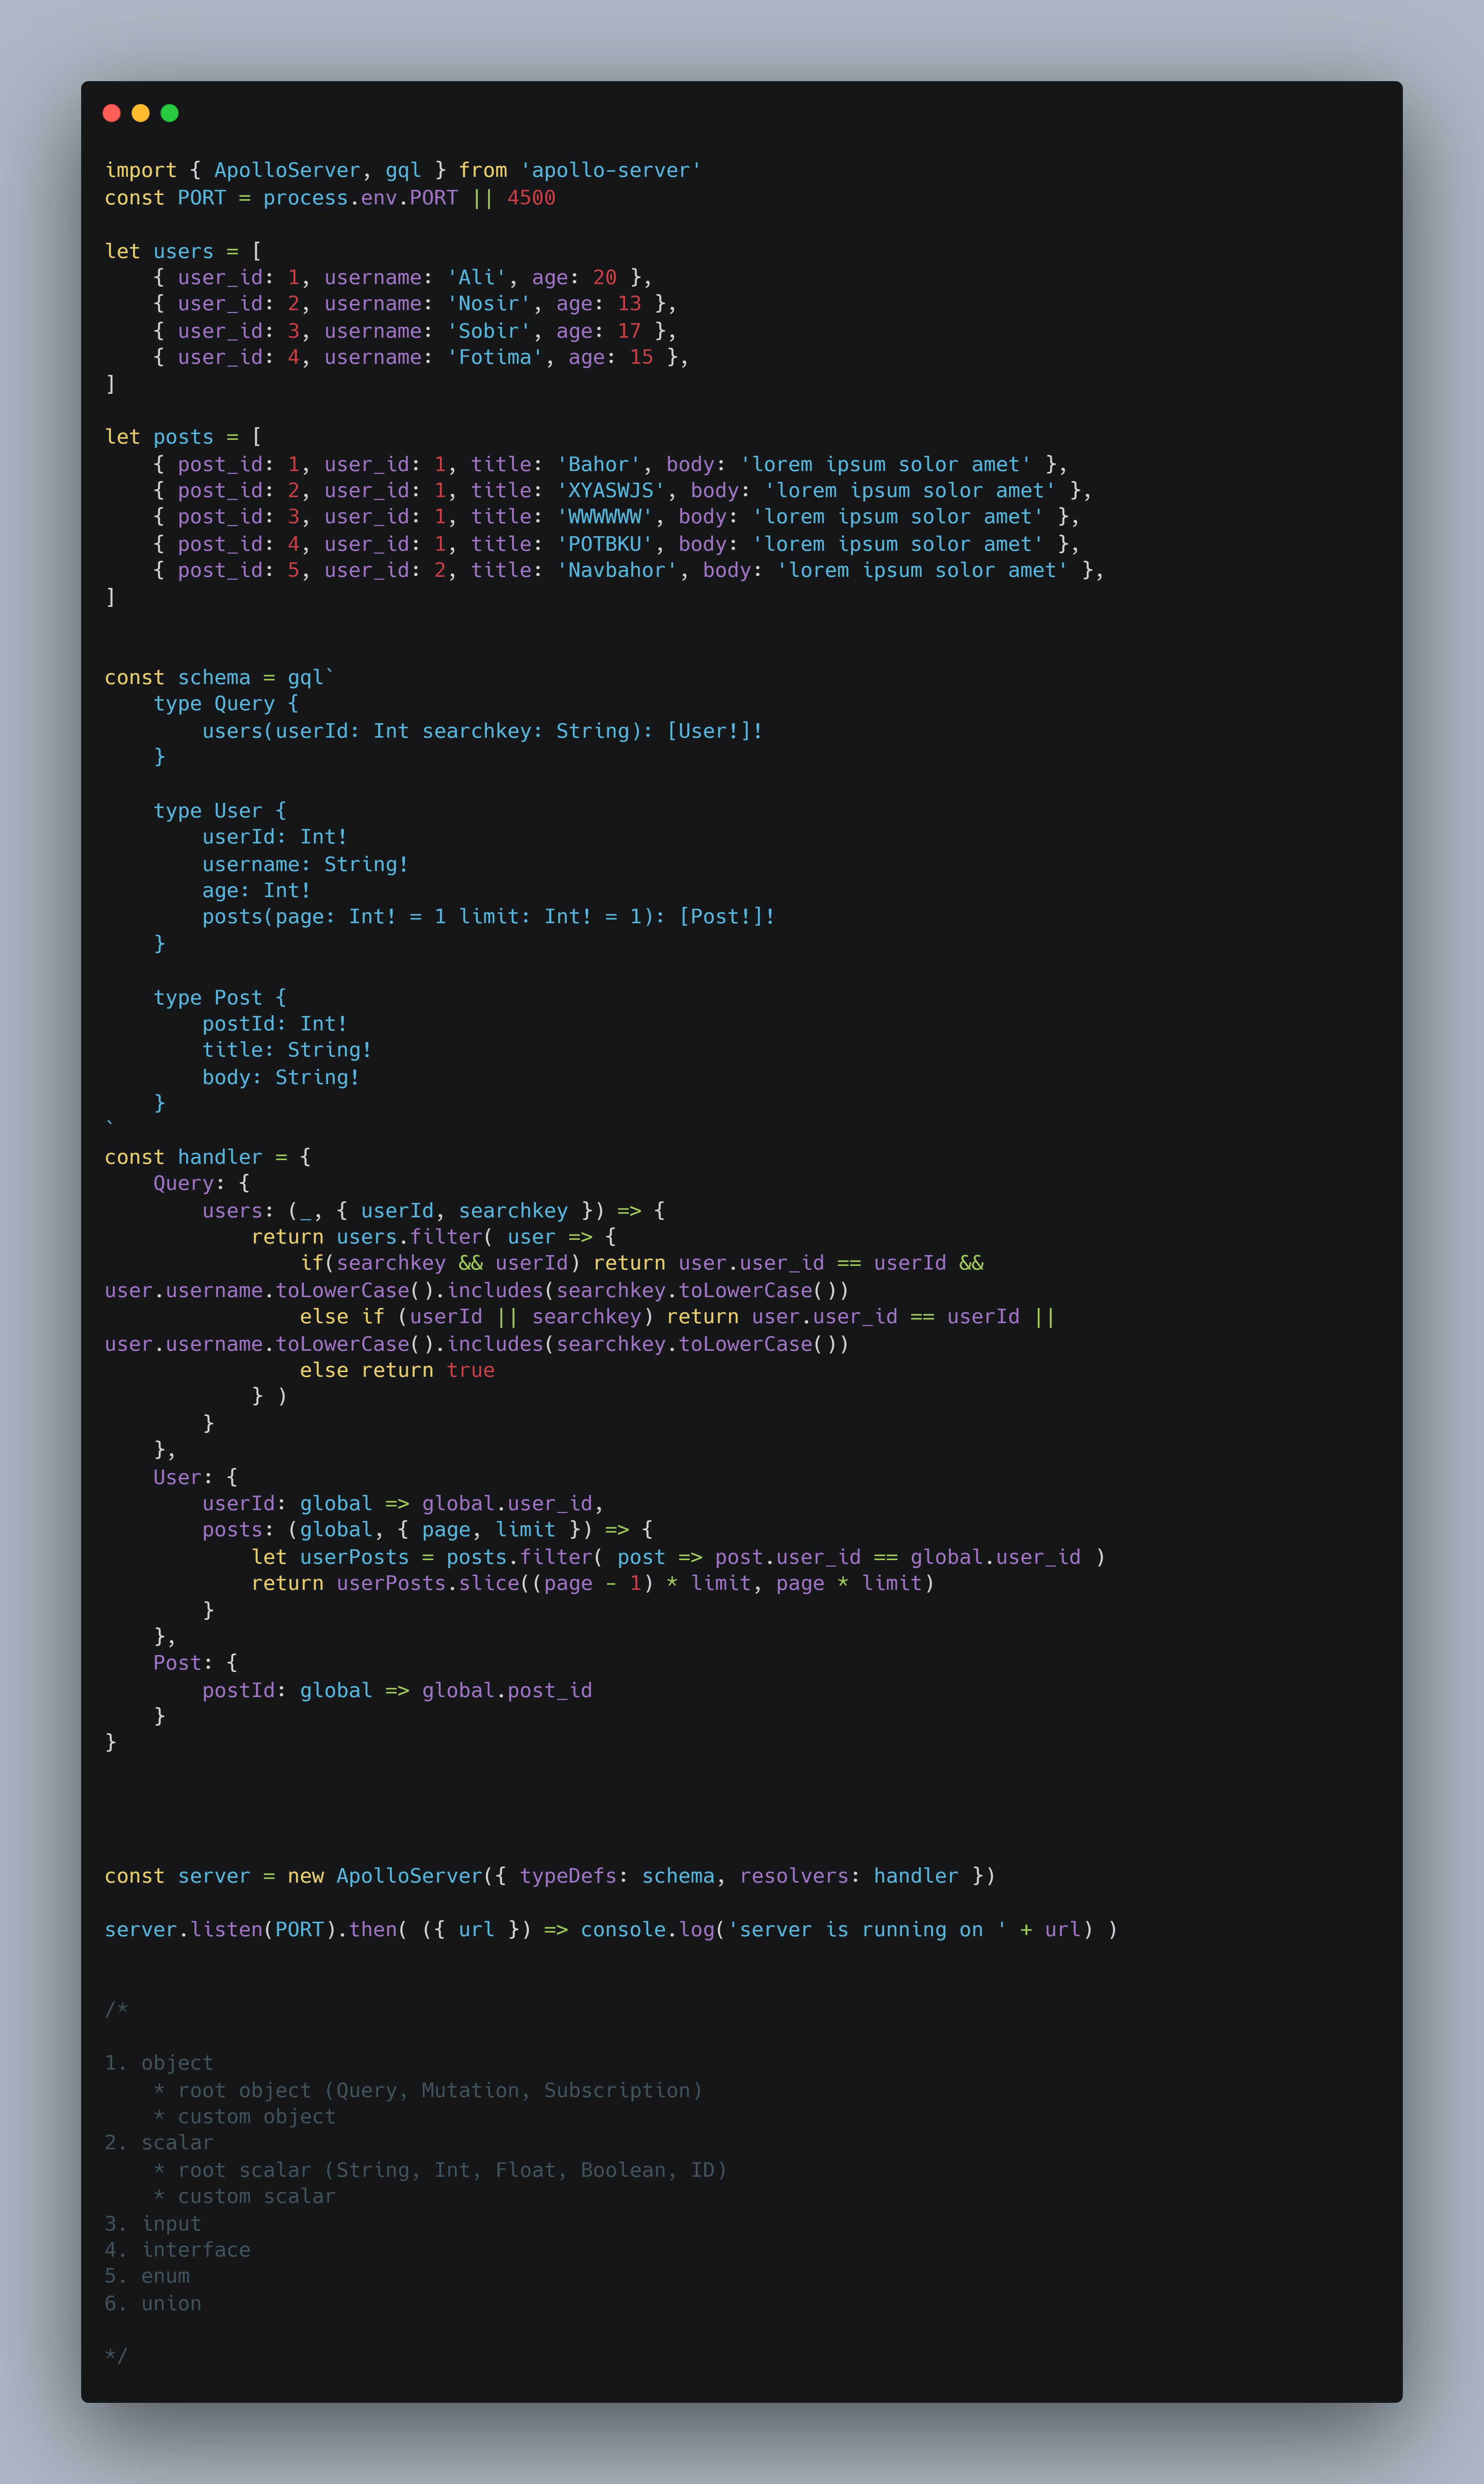 import { ApolloServer, gql } from 'apollo-server'
const PORT = process.env.PORT || 4500

let users = [
    { user_id: 1, username: 'Ali', age: 20 },
    { user_id: 2, username: 'Nosir', age: 13 },
    { user_id: 3, username: 'Sobir', age: 17 },
    { user_id: 4, username: 'Fotima', age: 15 },
]

let posts = [
    { post_id: 1, user_id: 1, title: 'Bahor', body: 'lorem ipsum solor amet' },
    { post_id: 2, user_id: 1, title: 'XYASWJS', body: 'lorem ipsum solor amet' },
    { post_id: 3, user_id: 1, title: 'WWWWWW', body: 'lorem ipsum solor amet' },
    { post_id: 4, user_id: 1, title: 'POTBKU', body: 'lorem ipsum solor amet' },
    { post_id: 5, user_id: 2, title: 'Navbahor', body: 'lorem ipsum solor amet' },
]

const schema = gql`
    type Query {
        users(userId: Int searchkey: String): [User!]!
    }

    type User {
        userId: Int!
        username: String!
        age: Int!
        posts(page: Int! = 1 limit: Int! = 1): [Post!]!
    }

    type Post {
        postId: Int!
        title: String!
        body: String!
    }
`
const handler = {
    Query: {
        users: (_, { userId, searchkey }) => {
            return users.filter( user => {
                if(searchkey && userId) return user.user_id == userId &&
user.username.toLowerCase().includes(searchkey.toLowerCase())
                else if (userId || searchkey) return user.user_id == userId ||
user.username.toLowerCase().includes(searchkey.toLowerCase())
                else return true
            } )
        }
    },
    User: {
        userId: global => global.user_id,
        posts: (global, { page, limit }) => {
            let userPosts = posts.filter( post => post.user_id == global.user_id )
            return userPosts.slice((page - 1) * limit, page * limit)
        }
    },
    Post: {
        postId: global => global.post_id
    }
}

const server = new ApolloServer({ typeDefs: schema, resolvers: handler })

server.listen(PORT).then( ({ url }) => console.log('server is running on ' + url) )

/*

1. object
    * root object (Query, Mutation, Subscription)
    * custom object
2. scalar
    * root scalar (String, Int, Float, Boolean, ID)
    * custom scalar
3. input
4. interface
5. enum
6. union

*/